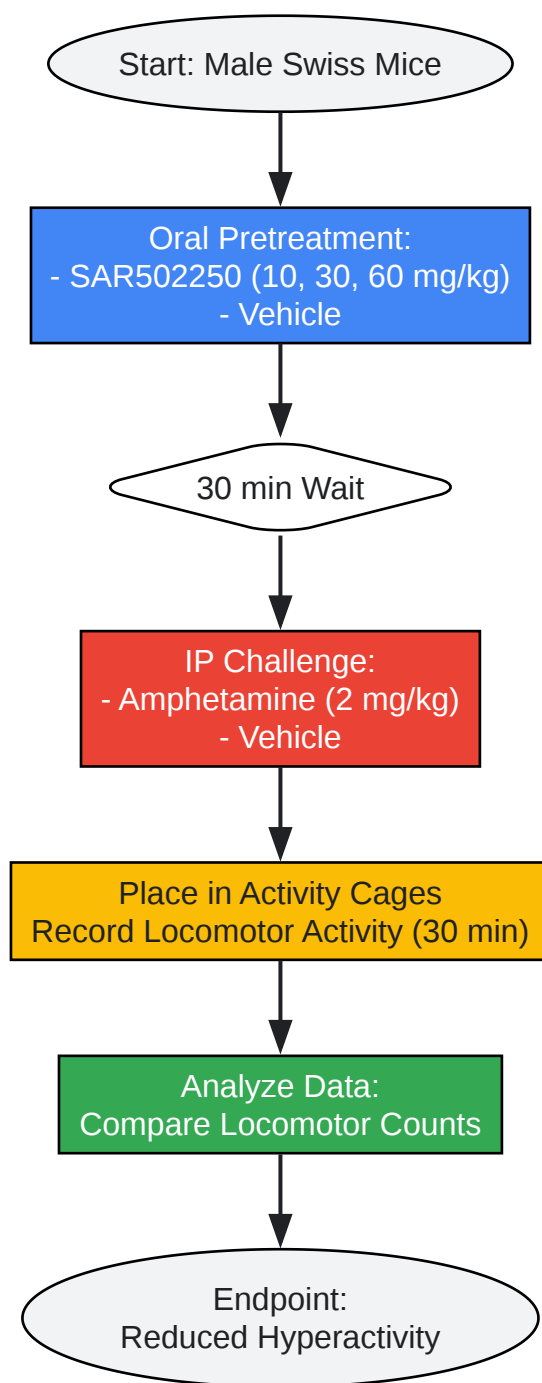 Start: Male Swiss Mice
Oral Pretreatment:
- SAR502250 (10, 30, 60 mg/kg)
- Vehicle
30 min Wait
IP Challenge:
- Amphetamine (2 mg/kg)
- Vehicle
Place in Activity Cages
Record Locomotor Activity (30 min)
Analyze Data:
Compare Locomotor Counts
Endpoint:
Reduced Hyperactivity